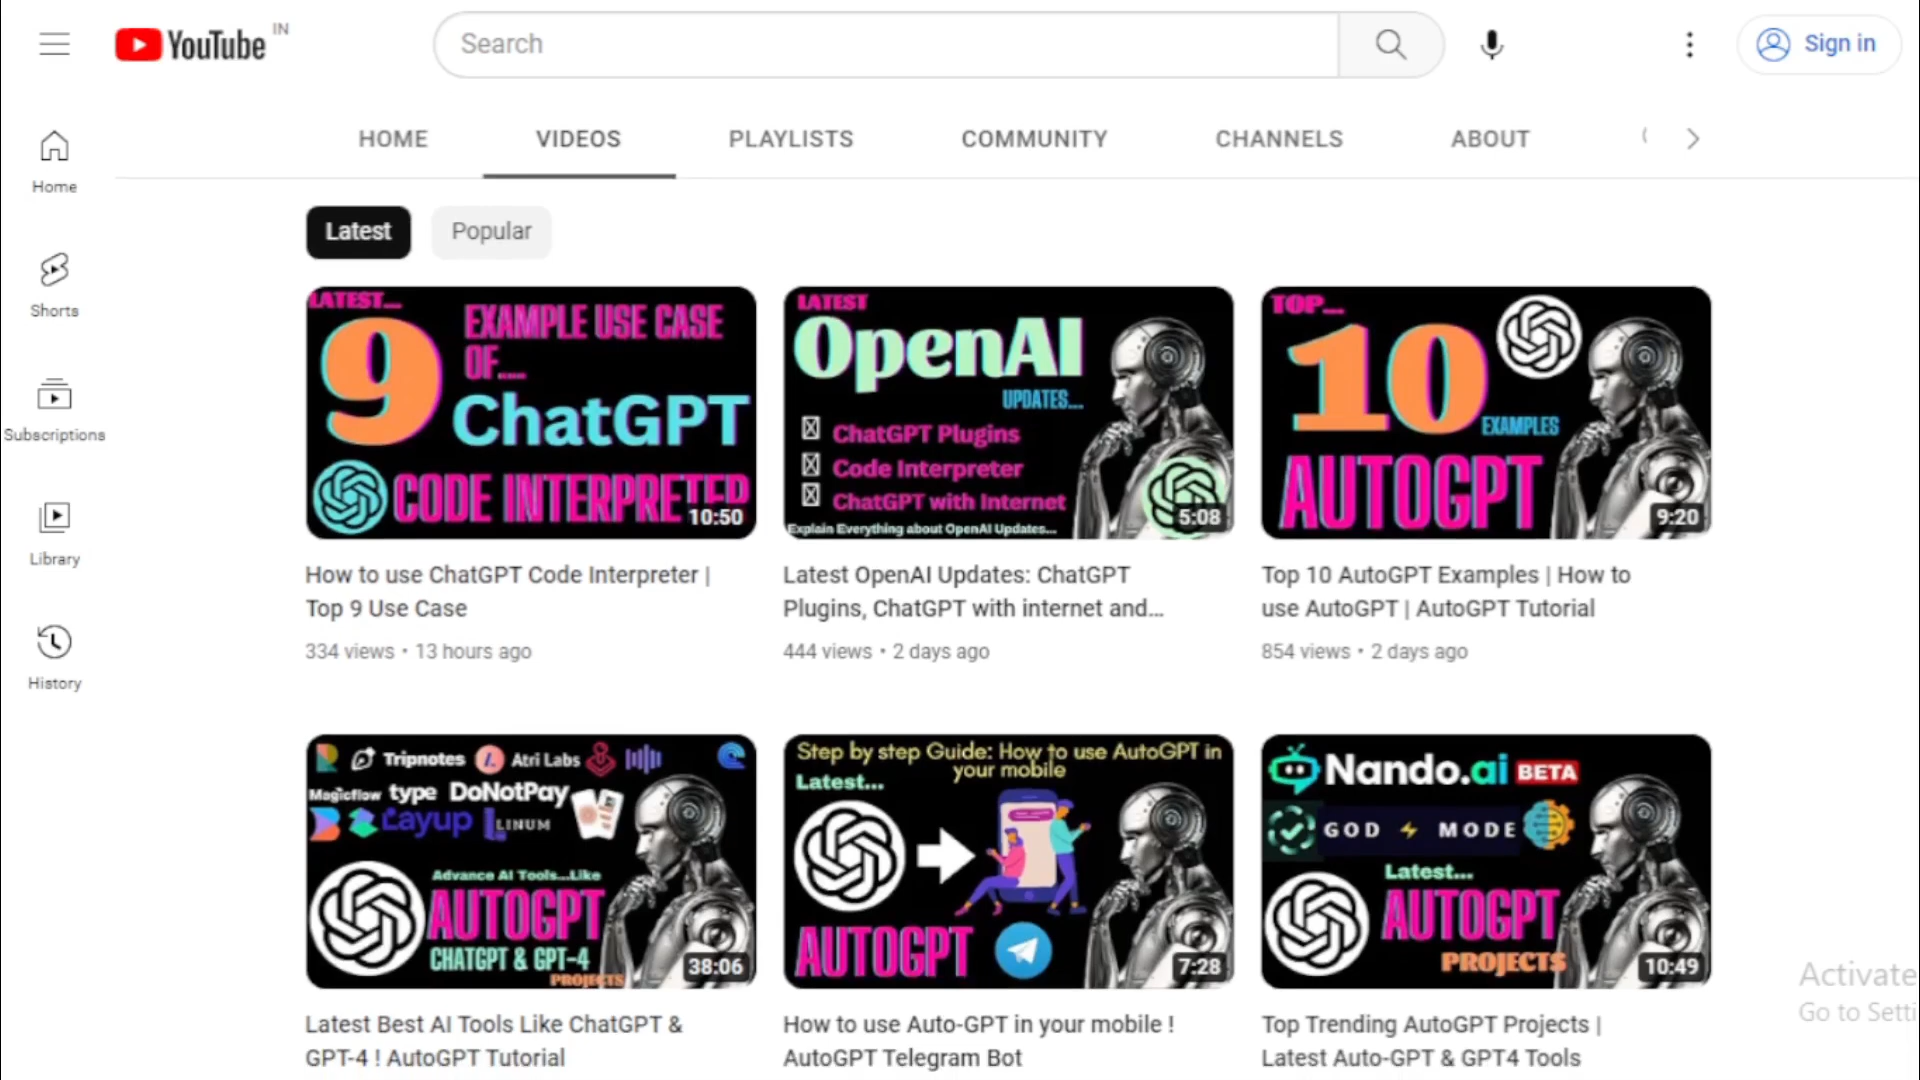 YouTube IN
Search
Sign in
HOME VIDEOS PLAYLISTS COMMUNITY CHANNELS ABOUT
Home
Shorts
Subscriptions
Library
History
Latest Popular
LATEST...
9
EXAMPLE USE CASE
OF.....
ChatGPT
CODE INTERPRETER
10:50
How to use ChatGPT Code Interpreter |
Top 9 Use Case
334 views • 13 hours ago
LATEST
OpenAI
UPDATES...
ChatGPT Plugins
Code Interpreter
ChatGPT with Internet
Explain Everything about OpenAI Updates...
5:08
Latest OpenAI Updates: ChatGPT
Plugins, ChatGPT with internet and...
444 views • 2 days ago
TOP...
10
EXAMPLES
AUTOGPT
9:20
Top 10 AutoGPT Examples | How to
use AutoGPT | AutoGPT Tutorial
854 views • 2 days ago
Tripnotes Atri Labs
Magicflow type DoNotPay
Layup LINUM
Advance AI Tools...Like
AUTOGPT
CHATGPT & GPT-4
PROJECTS
38:06
Latest Best AI Tools Like ChatGPT &
GPT-4 ! AutoGPT Tutorial
Step by step Guide: How to use AutoGPT in
your mobile
Latest...
AUTOGPT
7:28
How to use Auto-GPT in your mobile !
AutoGPT Telegram Bot
Nando.ai BETA
GOD MODE
Latest...
AUTOGPT
PROJECTS
10:49
Top Trending AutoGPT Projects |
Latest Auto-GPT & GPT4 Tools
Activate
Go to Setti